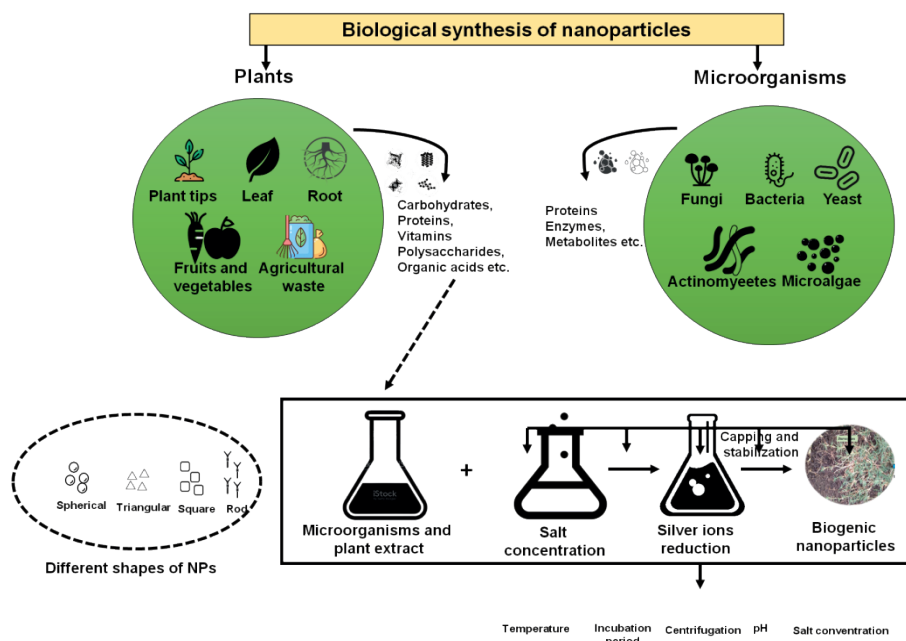 Biological synthesis of nanoparticles
Plants
Microorganisms
Plant tips
Leaf
Root
Fruits and
vegetables
Agricultural
waste
Carbohydrates,
Proteins,
Vitamins
Polysaccharides,
Organic acids etc.
Proteins
Enzymes,
Metabolites etc.
Fungi
Bacteria
Yeast
Actinomyeetes
Microalgae
Spherical
Triangular
Square
Rod
Different shapes of NPs
iStock
Microorganisms and
plant extract
+
Salt
concentration
Silver ions
reduction
Capping and
stabilization
Biogenic
nanoparticles
Temperature
Incubation
period
Centrifugation
pH
Salt conventration